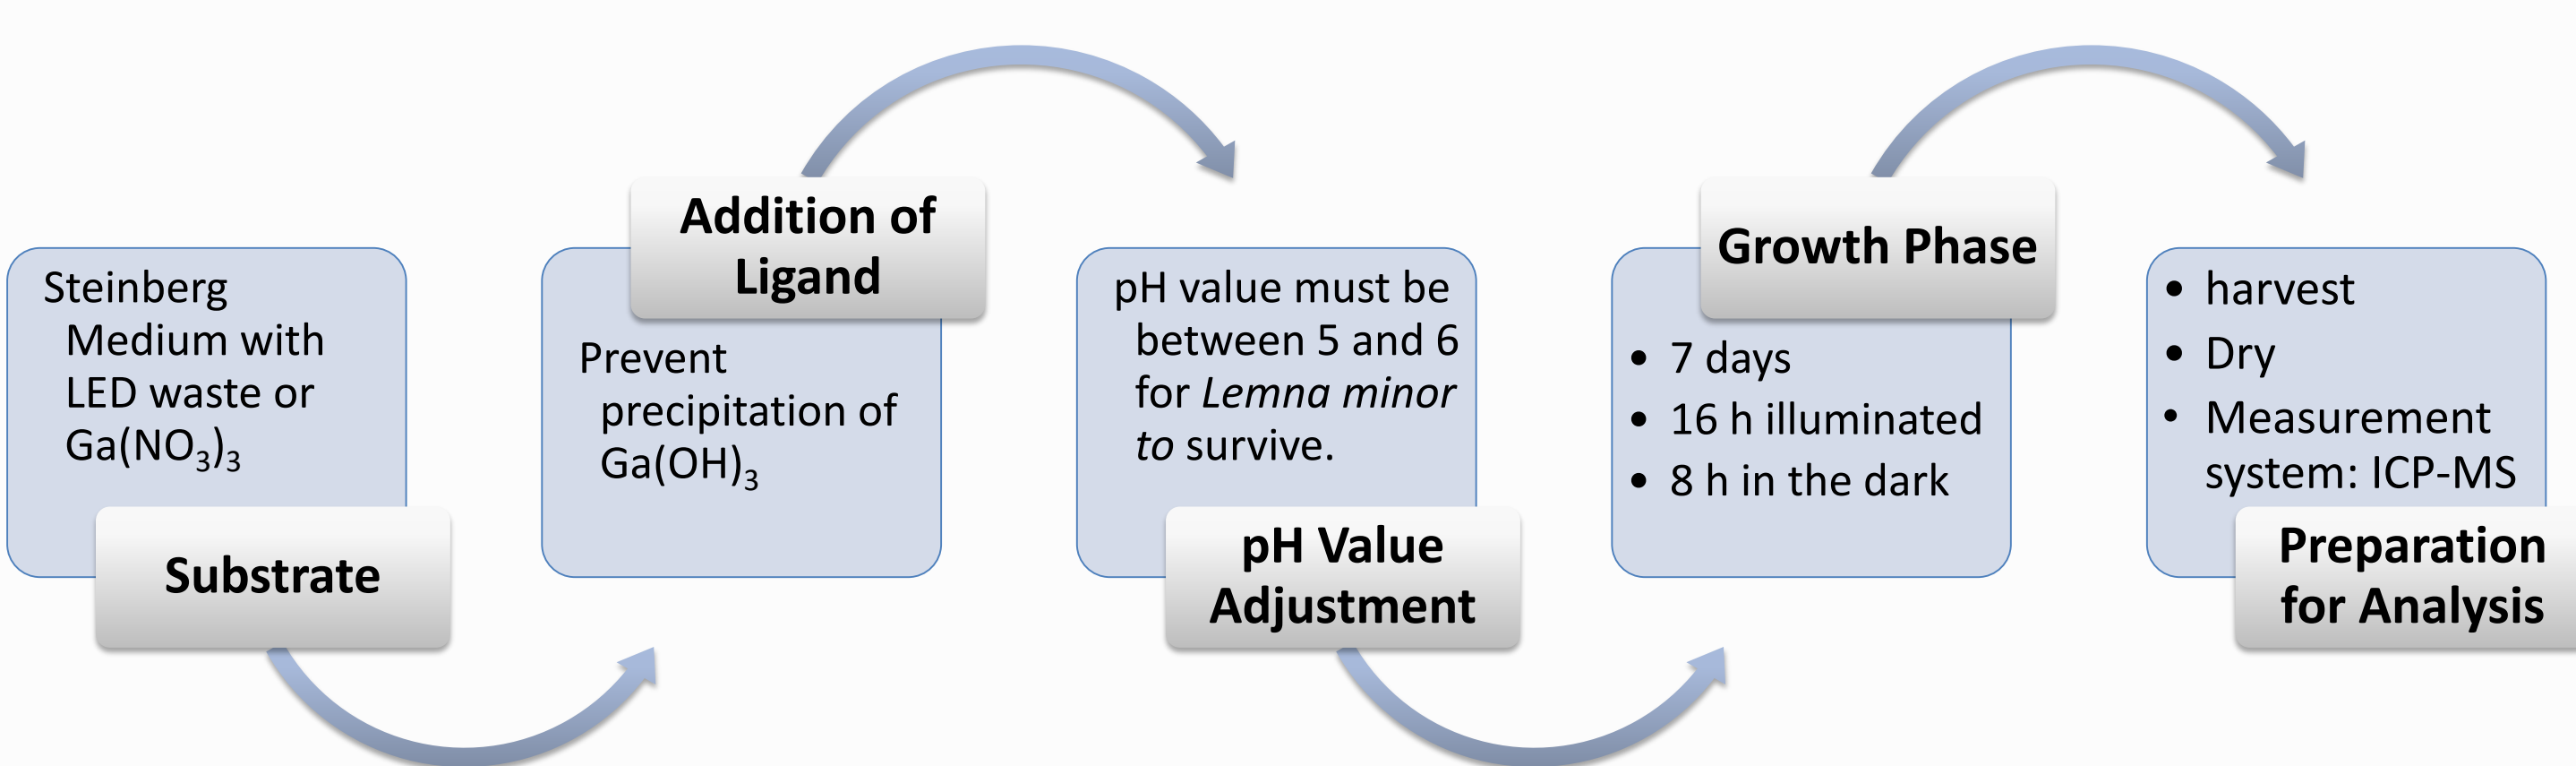 Steinberg
Medium with
LED waste or
Ga(NO₃)₃
Substrate
Addition of
Ligand
Prevent
precipitation of
Ga(OH)₃
pH value must be
between 5 and 6
for Lemna minor
to survive.
pH Value
Adjustment
Growth Phase
• 7 days
• 16 h illuminated
• 8 h in the dark
• harvest
• Dry
• Measurement
system: ICP-MS
Preparation
for Analysis